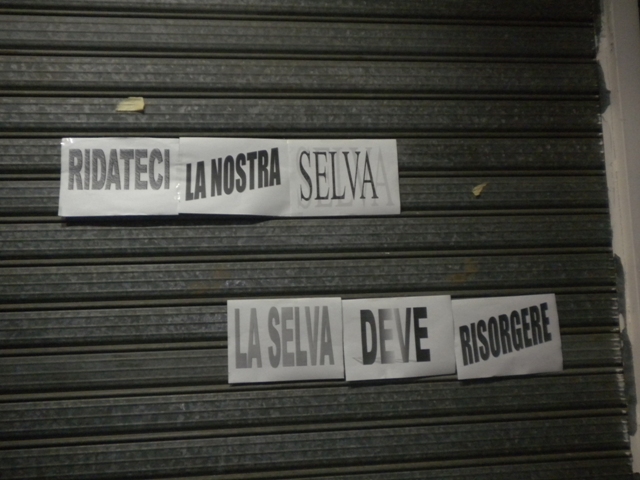 RIDATECI LA NOSTRA SELVA
LA SELVA DEVE RISORGERE